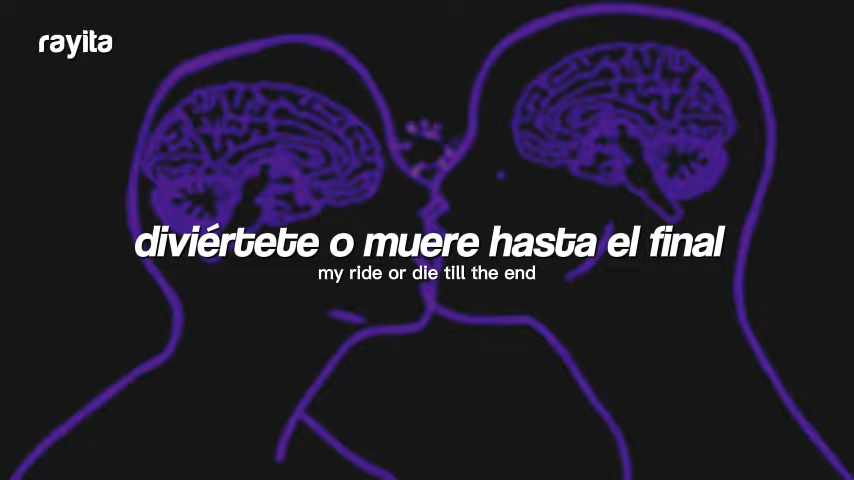 rayita
diviértete o muere hasta el final
my ride or die till the end